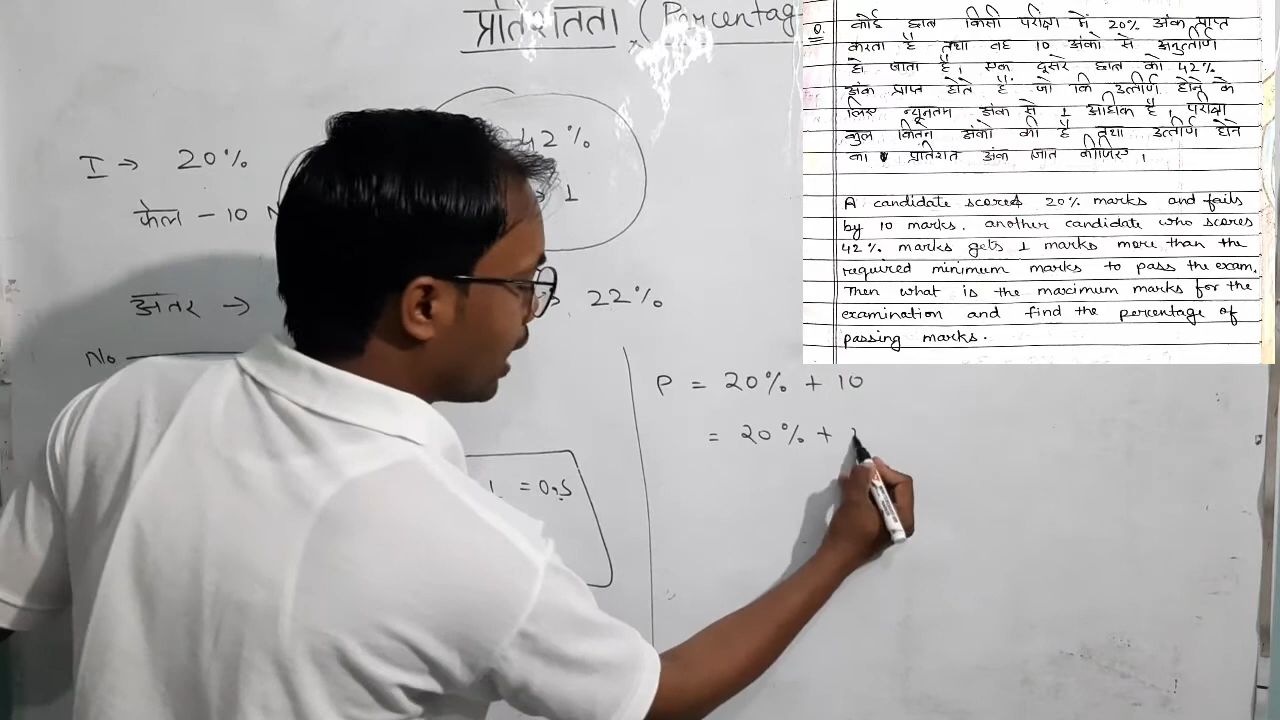 प्रतिशतता (Percentag
I → 20%
फेल - 10
42%
→ 1
अंतर →
22%
No
= 0.5
P = 20% + 10
= 20% +
Q. कोई छात्र किसी परीक्षा में 20% अंक प्राप्त
करता है तथा वह 10 अंको से अनुत्तीर्ण
हो जाता है, एक दूसरे छात्र को 42%
अंक प्राप्त होते हैं जो कि उत्तीर्ण होने के
लिए न्यूनतम अंक से 1 अधिक है, परीक्षा
कुल कितने अंको की है तथा उत्तीर्ण होने
का प्रतिशत अंक ज्ञात कीजिए ।
A candidate scores 20% marks and fails
by 10 marks. another candidate who scores
42% marks gets 1 marks more than the
required minimum marks to pass the exam.
Then what is the maximum marks for the
examination and find the percentage of
passing marks.